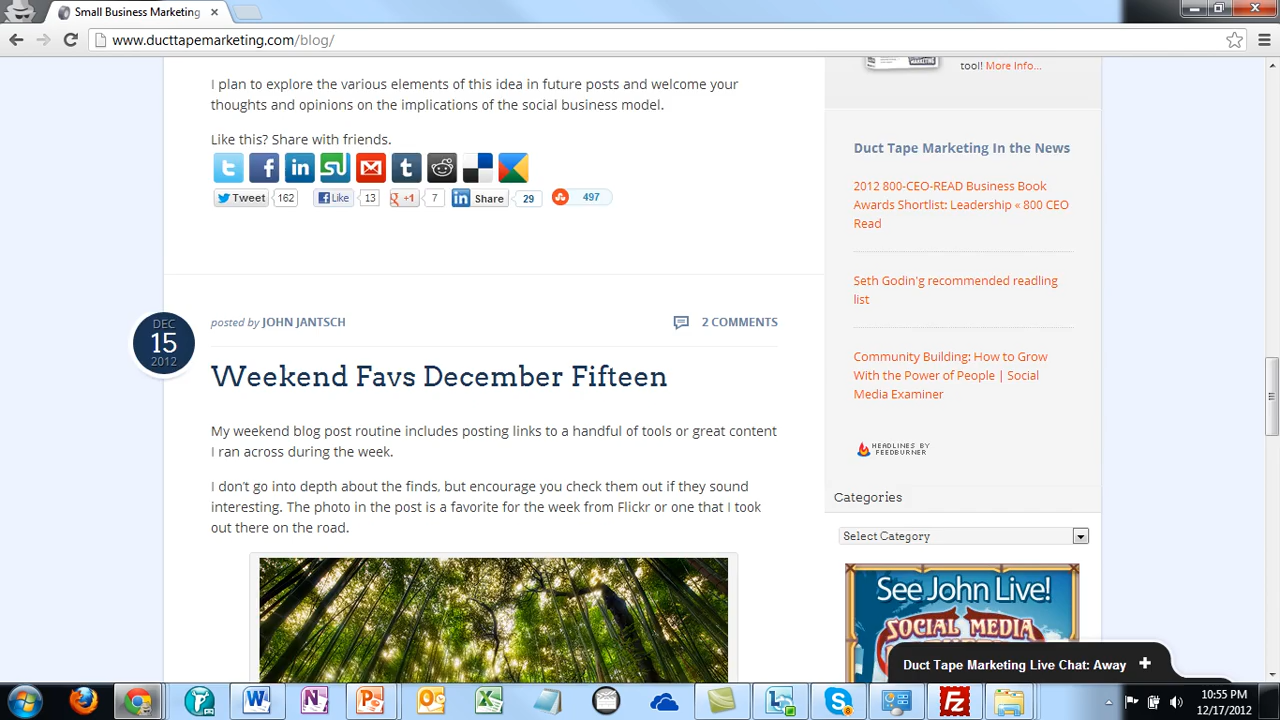 Small Business Marketing
www.ducttapemarketing.com/blog/
I plan to explore the various elements of this idea in future posts and welcome your
thoughts and opinions on the implications of the social business model.
Like this? Share with friends.
Tweet 162 Like 13 +1 7 Share 29 497
DEC
15
2012
posted by JOHN JANTSCH
2 COMMENTS
Weekend Favs December Fifteen
My weekend blog post routine includes posting links to a handful of tools or great content
I ran across during the week.
I don't go into depth about the finds, but encourage you check them out if they sound
interesting. The photo in the post is a favorite for the week from Flickr or one that I took
out there on the road.
tool! More Info...
Duct Tape Marketing In the News
2012 800-CEO-READ Business Book
Awards Shortlist: Leadership « 800 CEO
Read
Seth Godin'g recommended readling
list
Community Building: How to Grow
With the Power of People | Social
Media Examiner
HEADLINES BY
FEEDBURNER
Categories
Select Category
See John Live!
SOCIAL MEDIA
Duct Tape Marketing Live Chat: Away
10:55 PM
12/17/2012